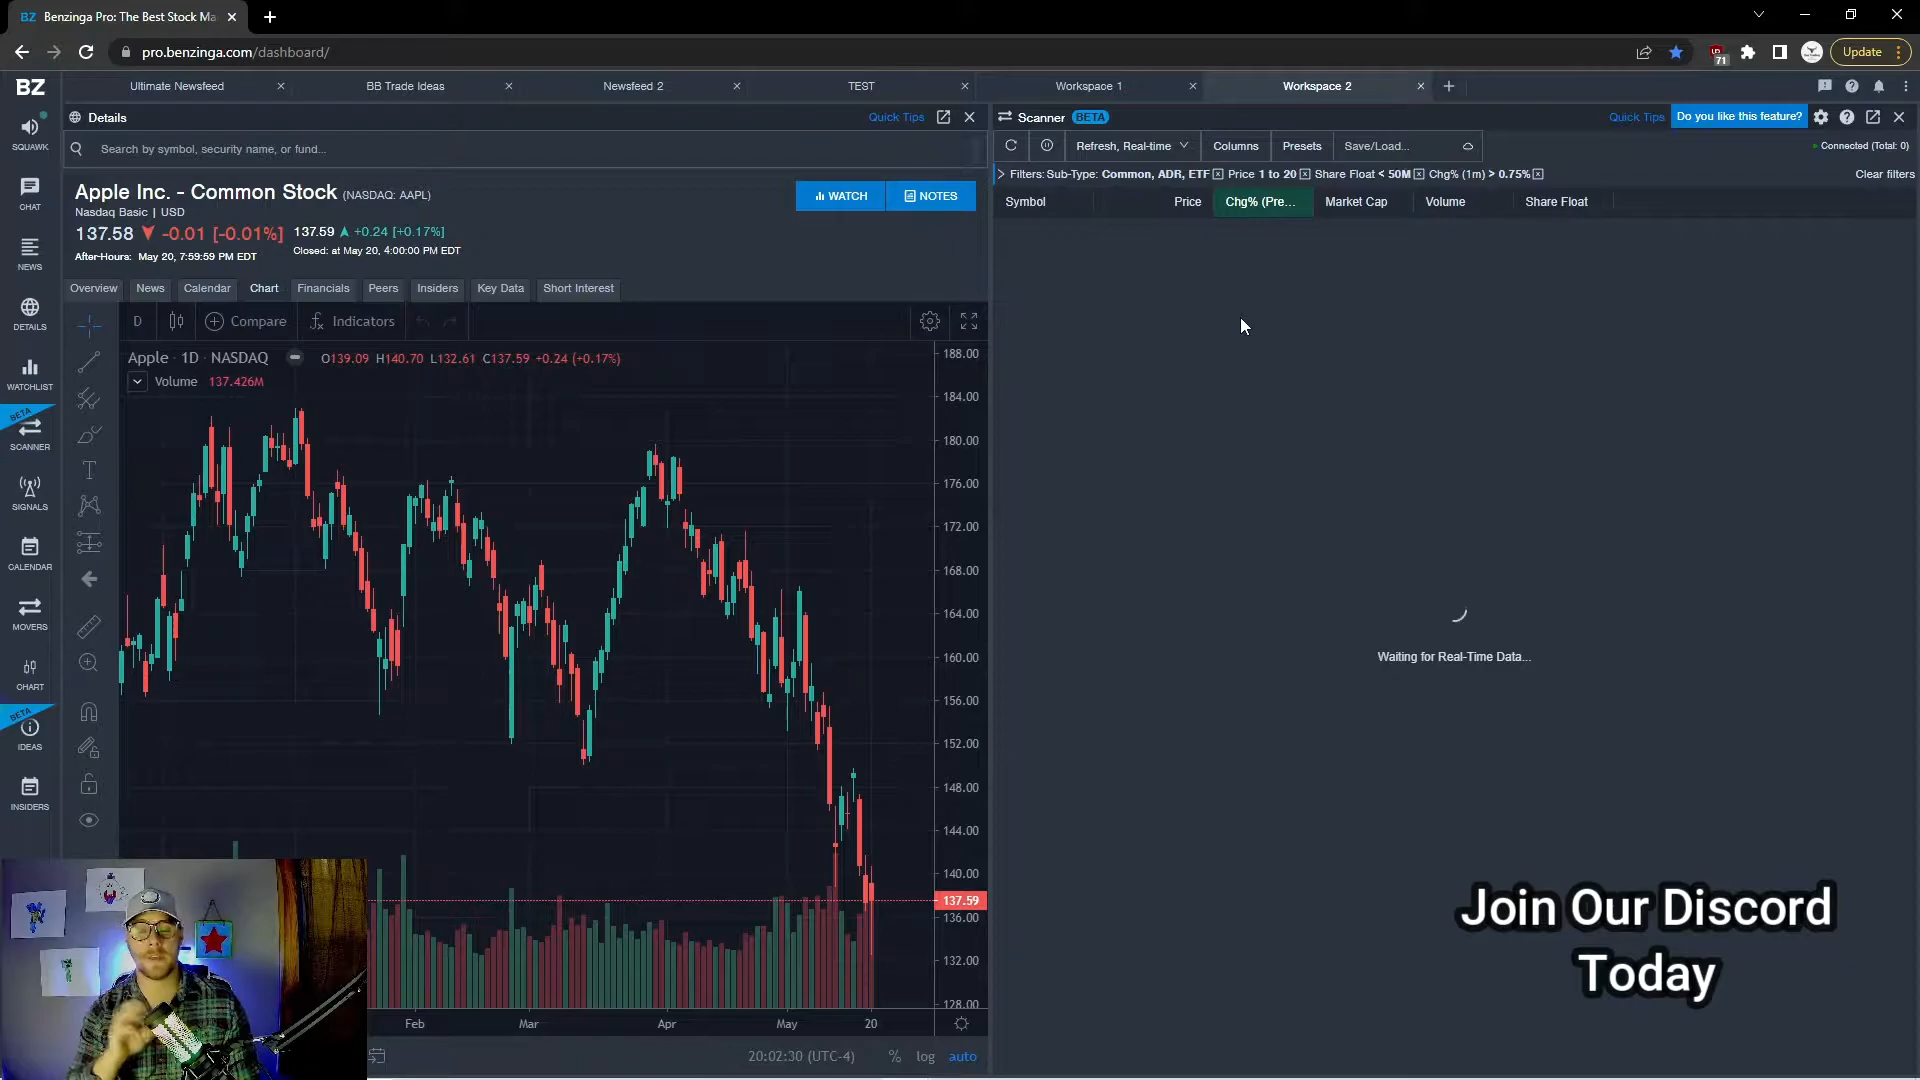 BZ Benzinga Pro: The Best Stock Ma
pro.benzinga.com/dashboard/
71
Update
BZ
Ultimate Newsfeed
BB Trade Ideas
Newsfeed 2
TEST
Workspace 1
Workspace 2
SQUAWK
CHAT
NEWS
DETAILS
WATCHLIST
BETA
SCANNER
SIGNALS
CALENDAR
MOVERS
CHART
BETA
IDEAS
INSIDERS
Details
Quick Tips
Search by symbol, security name, or fund...
Apple Inc. - Common Stock (NASDAQ: AAPL)
WATCH
NOTES
Nasdaq Basic | USD
137.58 -0.01 [-0.01%] 137.59 +0.24 [+0.17%]
After-Hours: May 20, 7:59:59 PM EDT Closed: at May 20, 4:00:00 PM EDT
Overview News Calendar Chart Financials Peers Insiders Key Data Short Interest
D Compare Indicators
Apple · 1D · NASDAQ O139.09 H140.70 L132.61 C137.59 +0.24 (+0.17%)
Volume 137.426M
188.00
184.00
180.00
176.00
172.00
168.00
164.00
160.00
156.00
152.00
148.00
144.00
140.00
137.59
136.00
132.00
128.00
Feb Mar Apr May 20
20:02:30 (UTC-4) % log auto
Scanner BETA
Quick Tips
Do you like this feature?
Refresh, Real-time Columns Presets Save/Load...
Connected (Total: 0)
Filters: Sub-Type: Common, ADR, ETF Price 1 to 20 Share Float < 50M Chg% (1m) > 0.75%
Clear filters
Symbol Price Chg% (Pre... Market Cap Volume Share Float
Waiting for Real-Time Data...
Join Our Discord
Today